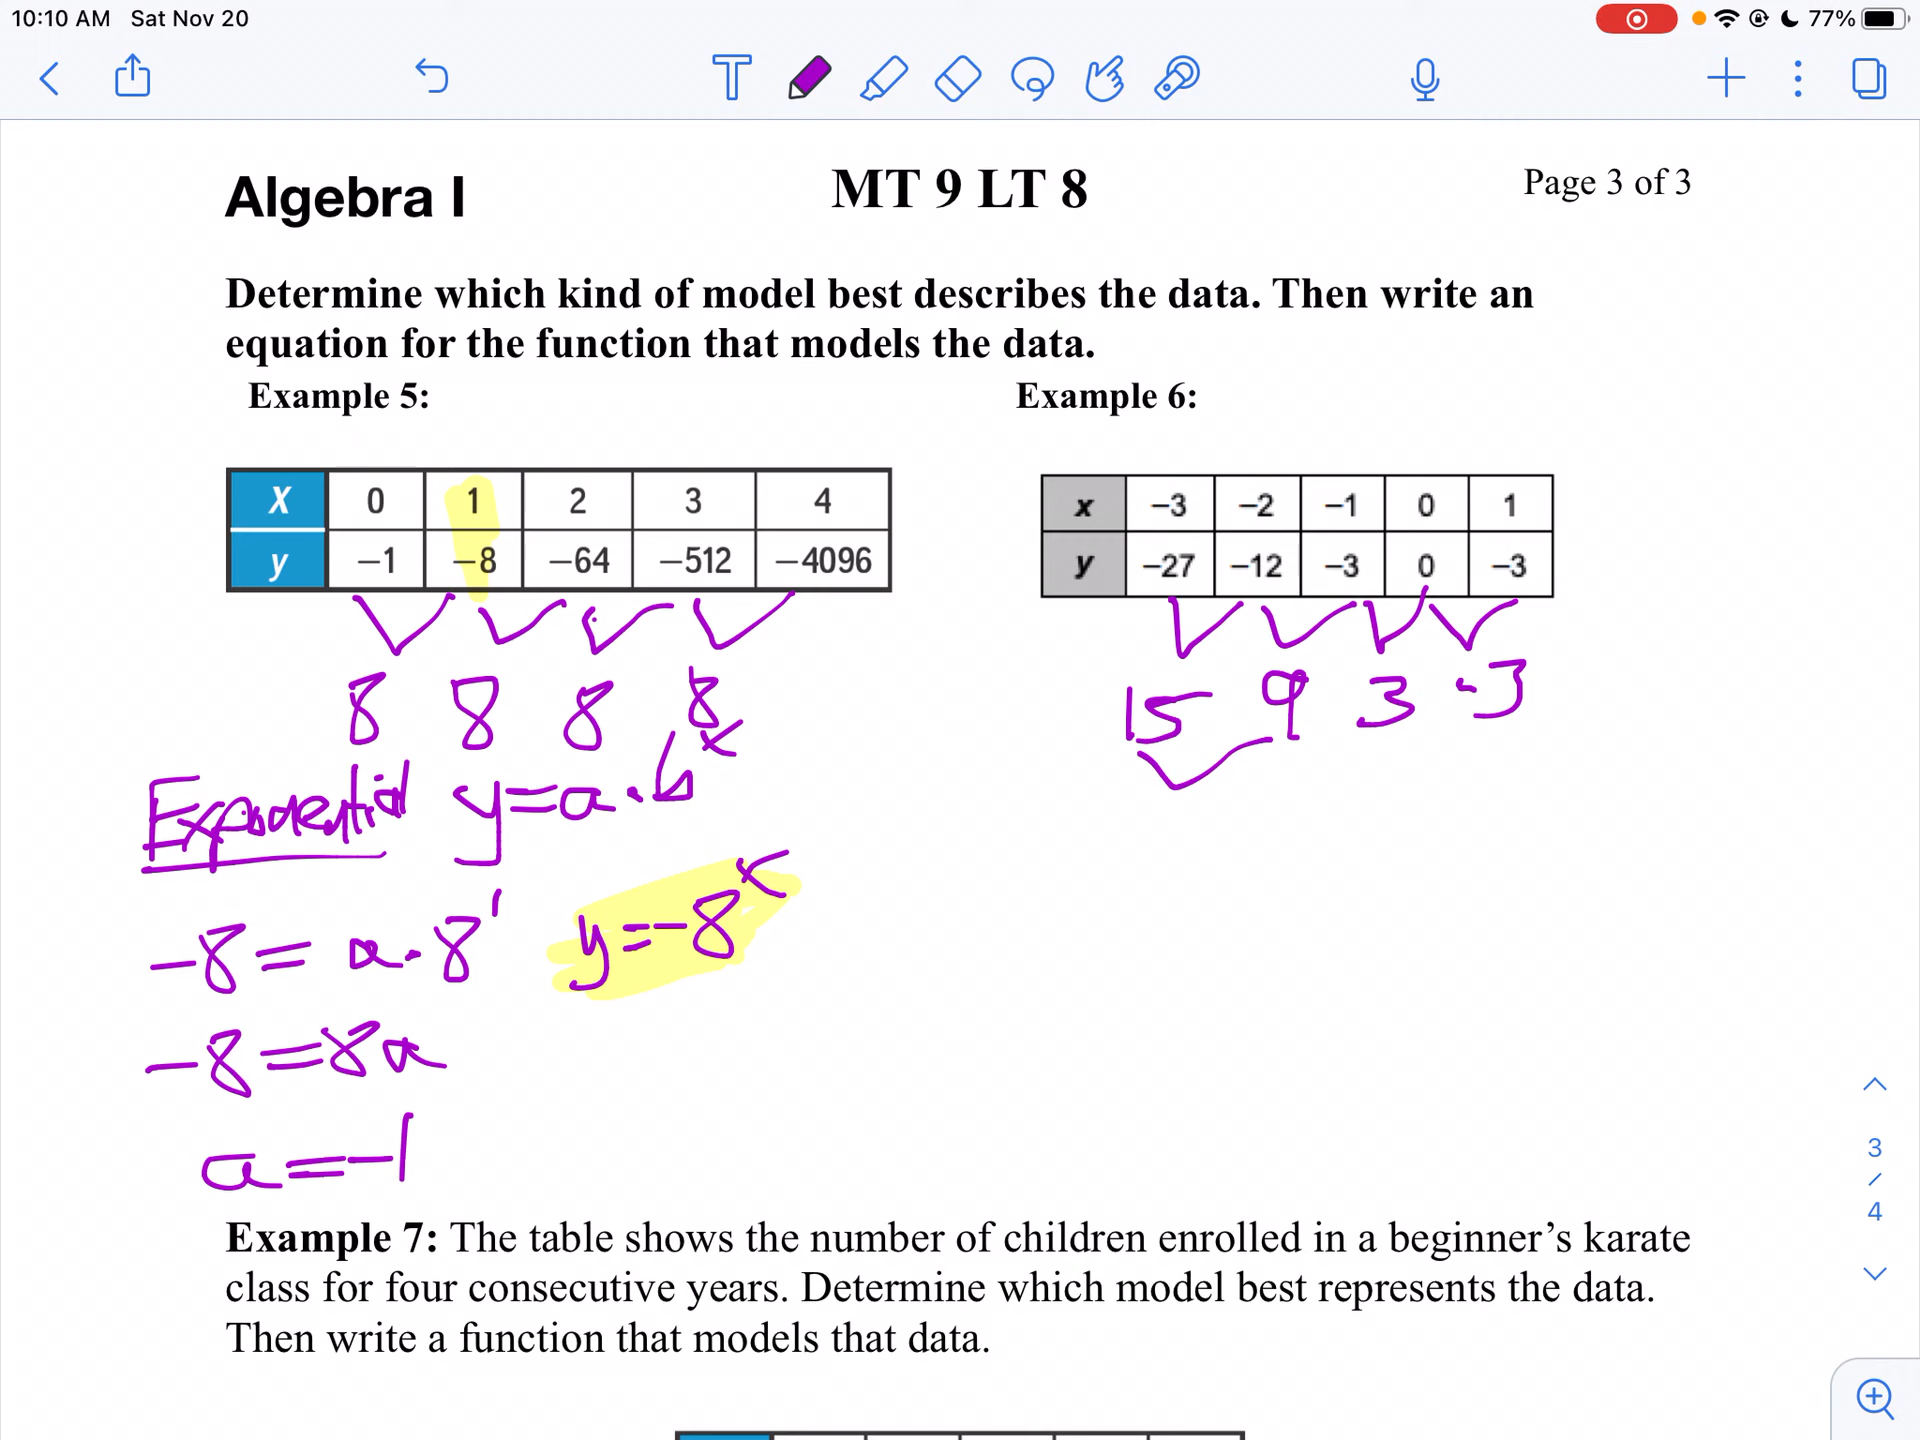 10:10 AM Sat Nov 20 77%
T
Algebra I MT 9 LT 8 Page 3 of 3
Determine which kind of model best describes the data. Then write an
equation for the function that models the data.
Example 5: Example 6:
X 0 1 2 3 4
y −1 −8 −64 −512 −4096
x −3 −2 −1 0 1
y −27 −12 −3 0 −3
8 8 8 8
15 9 3 -3
Exponential y=a·b^x
-8=a·8^1 y=-8^x
-8=8a
a=-1
3
/
4
Example 7: The table shows the number of children enrolled in a beginner’s karate
class for four consecutive years. Determine which model best represents the data.
Then write a function that models that data.